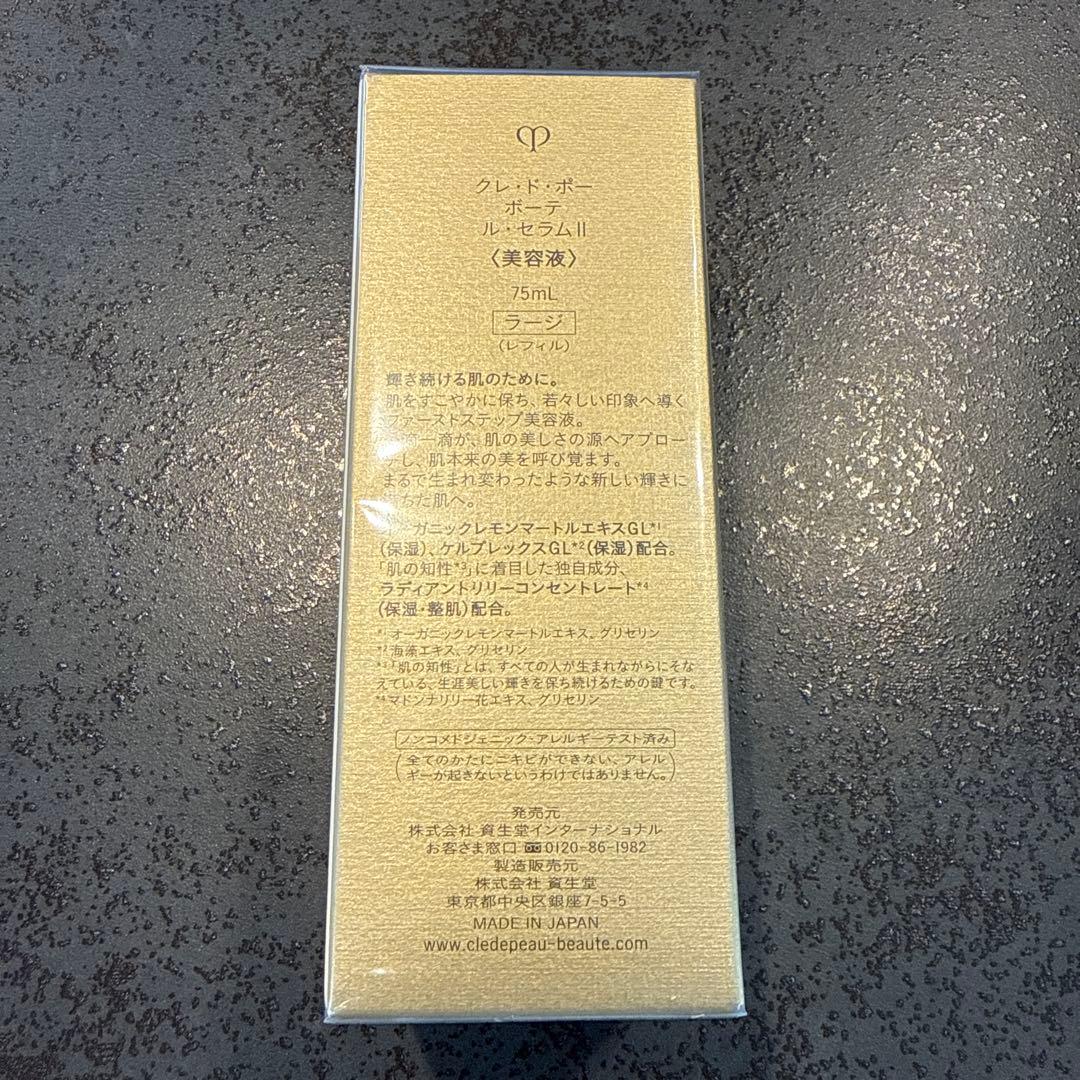 クレ・ド・ポー
ボーテ
ル・セラムⅡ
〈美容液〉
75mL
ラージ
(レフィル)
輝き続ける肌のために。
肌をすこやかに保ち、若々しい印象へ導く
ファーストステップ美容液。
一滴が、肌の美しさの源へアプロー
し、肌本来の美を呼び覚ます。
まるで生まれ変わったような新しい輝きに
ちた肌へ。
ガニックレモンマートルエキスGL*¹
(保湿)、ケルプレックスGL*²(保湿)配合。
「肌の知性*³」に着目した独自成分、
ラディアントリリーコンセントレート*⁴
(保湿・整肌)配合。
*¹ オーガニックレモンマートルエキス、グリセリン
*² 海藻エキス、グリセリン
*³「肌の知性」とは、すべての人が生まれながらにそな
えている、生涯美しい輝きを保ち続けるための鍵です。
*⁴ マドンナリリー花エキス、グリセリン
ノンコメドジェニック・アレルギーテスト済み
(全てのかたにニキビができない、アレル
ギーが起きないというわけではありません。)
発売元
株式会社 資生堂インターナショナル
お客さま窓口 0120-86-1982
製造販売元
株式会社 資生堂
東京都中央区銀座7-5-5
MADE IN JAPAN
www.cledepeau-beaute.com